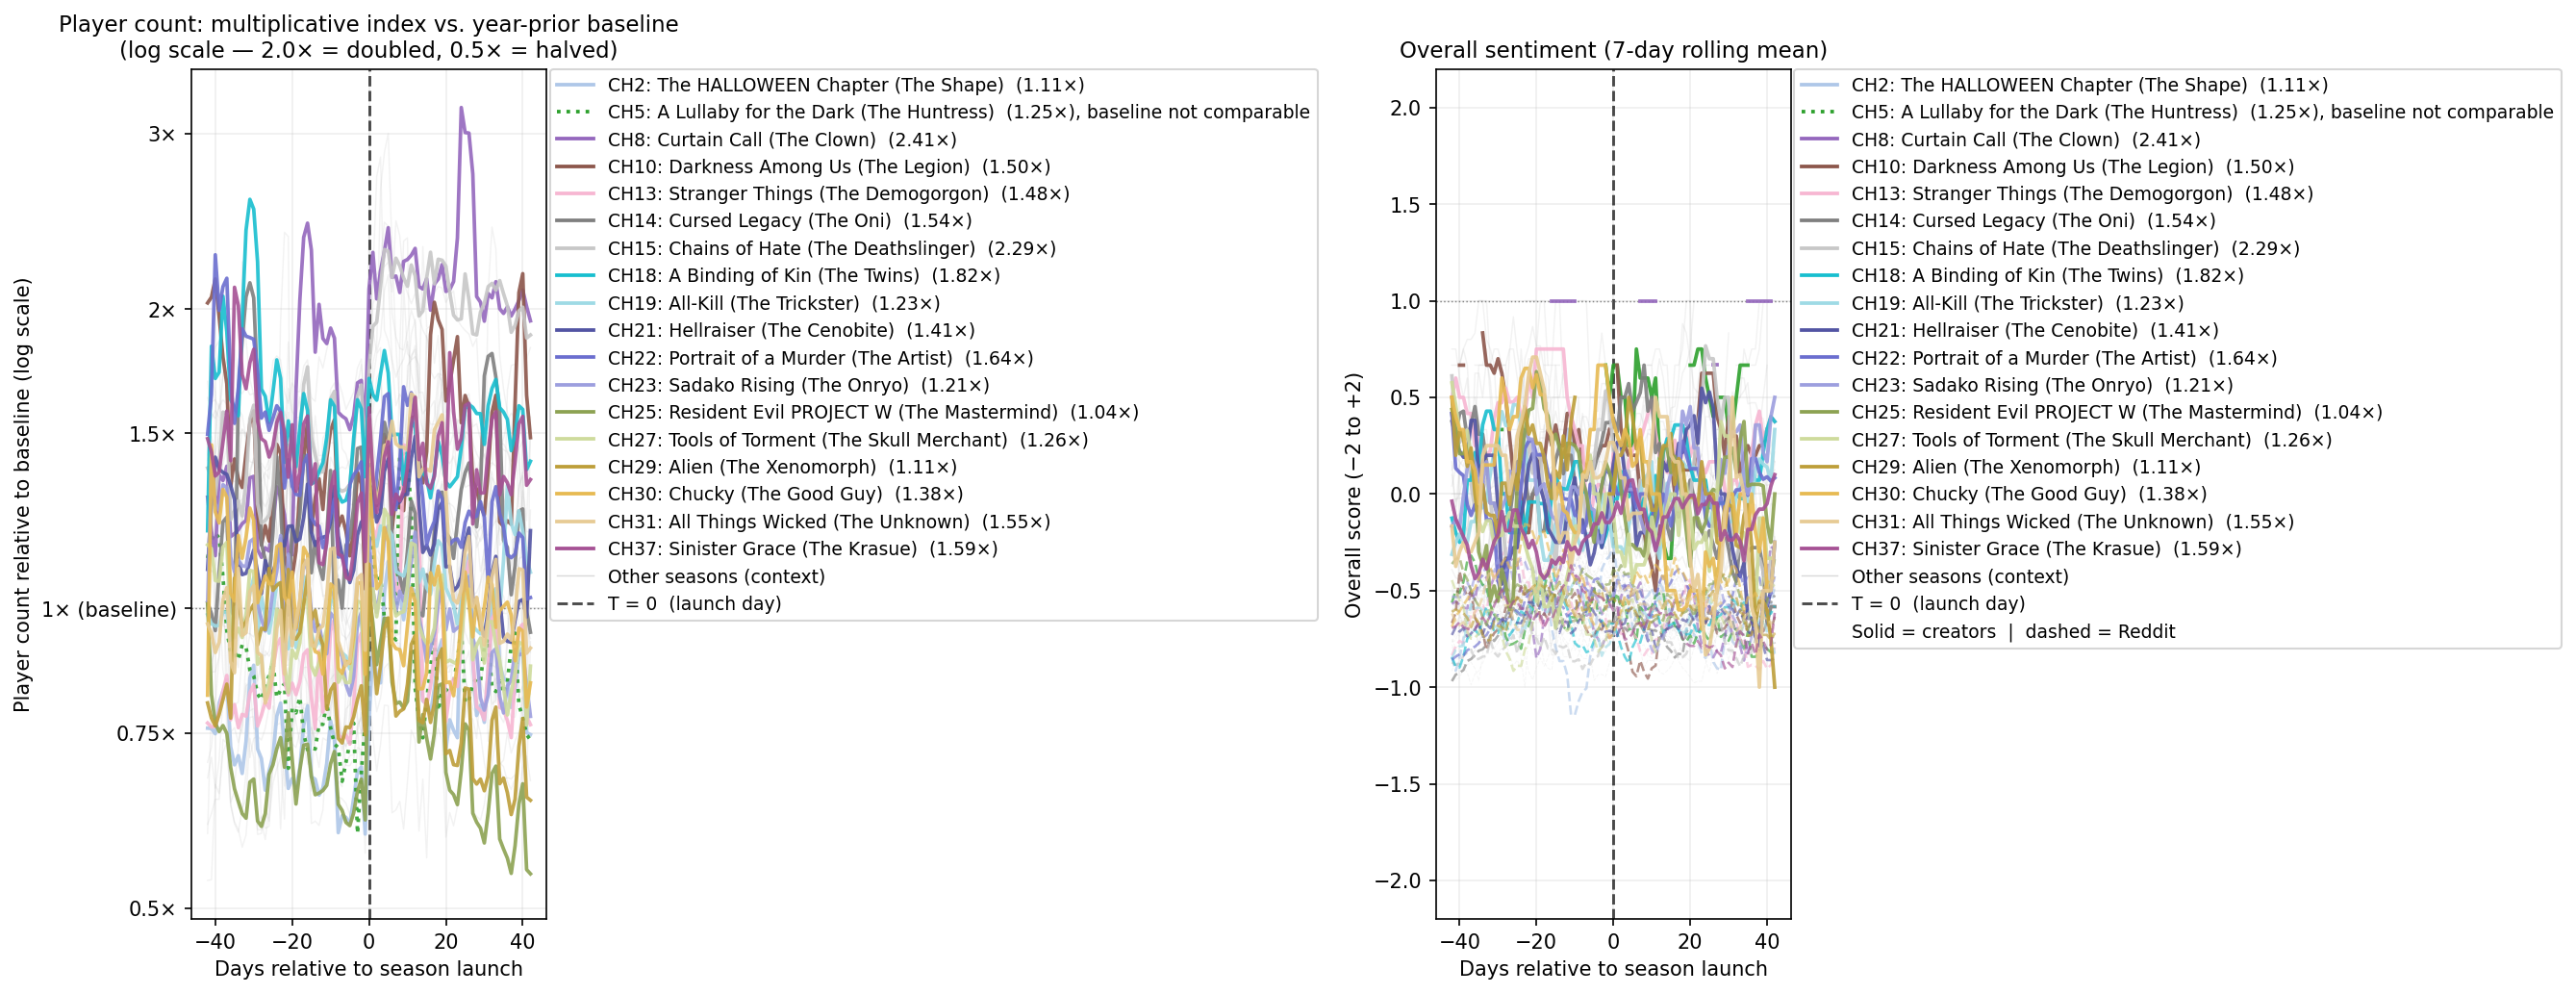 Player count: multiplicative index vs. year-prior baseline
(log scale — 2.0× = doubled, 0.5× = halved)
Player count relative to baseline (log scale)
3×
2×
1.5×
1× (baseline)
0.75×
0.5×
−40
−20
0
20
40
Days relative to season launch
CH2: The HALLOWEEN Chapter (The Shape)  (1.11×)
CH5: A Lullaby for the Dark (The Huntress)  (1.25×), baseline not comparable
CH8: Curtain Call (The Clown)  (2.41×)
CH10: Darkness Among Us (The Legion)  (1.50×)
CH13: Stranger Things (The Demogorgon)  (1.48×)
CH14: Cursed Legacy (The Oni)  (1.54×)
CH15: Chains of Hate (The Deathslinger)  (2.29×)
CH18: A Binding of Kin (The Twins)  (1.82×)
CH19: All-Kill (The Trickster)  (1.23×)
CH21: Hellraiser (The Cenobite)  (1.41×)
CH22: Portrait of a Murder (The Artist)  (1.64×)
CH23: Sadako Rising (The Onryo)  (1.21×)
CH25: Resident Evil PROJECT W (The Mastermind)  (1.04×)
CH27: Tools of Torment (The Skull Merchant)  (1.26×)
CH29: Alien (The Xenomorph)  (1.11×)
CH30: Chucky (The Good Guy)  (1.38×)
CH31: All Things Wicked (The Unknown)  (1.55×)
CH37: Sinister Grace (The Krasue)  (1.59×)
Other seasons (context)
T = 0  (launch day)
Overall sentiment (7-day rolling mean)
Overall score (−2 to +2)
2.0
1.5
1.0
0.5
0.0
−0.5
−1.0
−1.5
−2.0
−40
−20
0
20
40
Days relative to season launch
CH2: The HALLOWEEN Chapter (The Shape)  (1.11×)
CH5: A Lullaby for the Dark (The Huntress)  (1.25×), baseline not comparable
CH8: Curtain Call (The Clown)  (2.41×)
CH10: Darkness Among Us (The Legion)  (1.50×)
CH13: Stranger Things (The Demogorgon)  (1.48×)
CH14: Cursed Legacy (The Oni)  (1.54×)
CH15: Chains of Hate (The Deathslinger)  (2.29×)
CH18: A Binding of Kin (The Twins)  (1.82×)
CH19: All-Kill (The Trickster)  (1.23×)
CH21: Hellraiser (The Cenobite)  (1.41×)
CH22: Portrait of a Murder (The Artist)  (1.64×)
CH23: Sadako Rising (The Onryo)  (1.21×)
CH25: Resident Evil PROJECT W (The Mastermind)  (1.04×)
CH27: Tools of Torment (The Skull Merchant)  (1.26×)
CH29: Alien (The Xenomorph)  (1.11×)
CH30: Chucky (The Good Guy)  (1.38×)
CH31: All Things Wicked (The Unknown)  (1.55×)
CH37: Sinister Grace (The Krasue)  (1.59×)
Other seasons (context)
T = 0  (launch day)
Solid = creators  |  dashed = Reddit